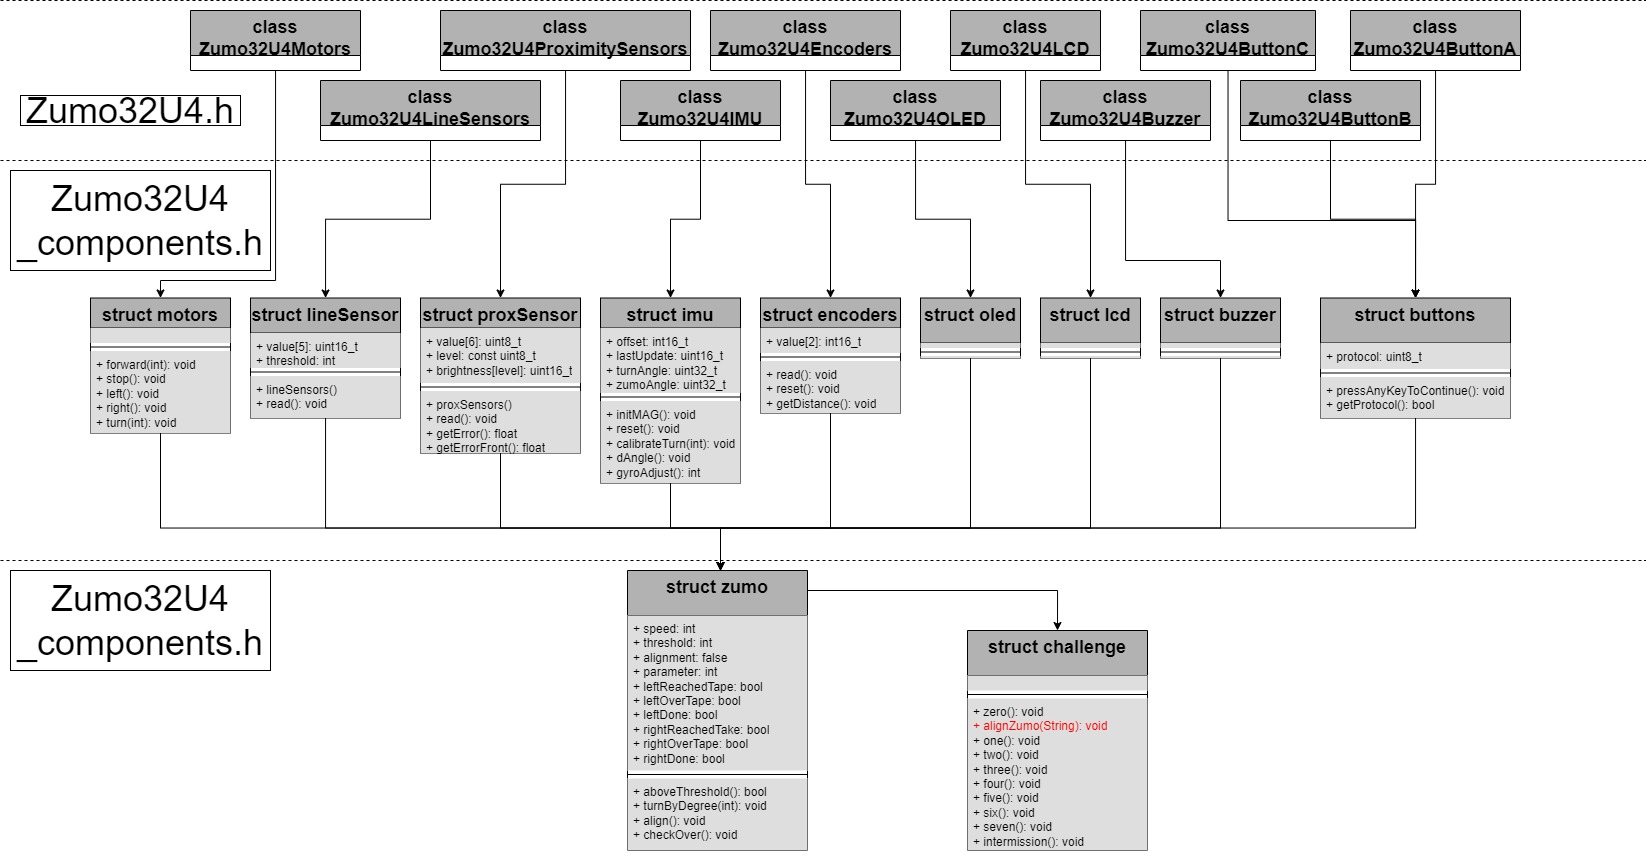 class
Zumo32U4Motors
class
Zumo32U4ProximitySensors
class
Zumo32U4Encoders
class
Zumo32U4LCD
class
Zumo32U4ButtonC
class
Zumo32U4ButtonA
Zumo32U4.h
class
Zumo32U4LineSensors
class
Zumo32U4IMU
class
Zumo32U4OLED
class
Zumo32U4Buzzer
class
Zumo32U4ButtonB
Zumo32U4
_components.h
struct motors
+ forward(int): void
+ stop(): void
+ left(): void
+ right(): void
+ turn(int): void
struct lineSensor
+ value[5]: uint16_t
+ threshold: int
+ lineSensors()
+ read(): void
struct proxSensor
+ value[6]: uint8_t
+ level: const uint8_t
+ brightness[level]: uint16_t
+ proxSensors()
+ read(): void
+ getError(): float
+ getErrorFront(): float
struct imu
+ offset: int16_t
+ lastUpdate: uint16_t
+ turnAngle: uint32_t
+ zumoAngle: uint32_t
+ initMAG(): void
+ reset(): void
+ calibrateTurn(int): void
+ dAngle(): void
+ gyroAdjust(): int
struct encoders
+ value[2]: int16_t
+ read(): void
+ reset(): void
+ getDistance(): void
struct oled
struct lcd
struct buzzer
struct buttons
+ protocol: uint8_t
+ pressAnyKeyToContinue(): void
+ getProtocol(): bool
Zumo32U4
_components.h
struct zumo
+ speed: int
+ threshold: int
+ alignment: false
+ parameter: int
+ leftReachedTape: bool
+ leftOverTape: bool
+ leftDone: bool
+ rightReachedTake: bool
+ rightOverTape: bool
+ rightDone: bool
+ aboveThreshold(): bool
+ turnByDegree(int): void
+ align(): void
+ checkOver(): void
struct challenge
+ zero(): void
+ alignZumo(String): void
+ one(): void
+ two(): void
+ three(): void
+ four(): void
+ five(): void
+ six(): void
+ seven(): void
+ intermission(): void